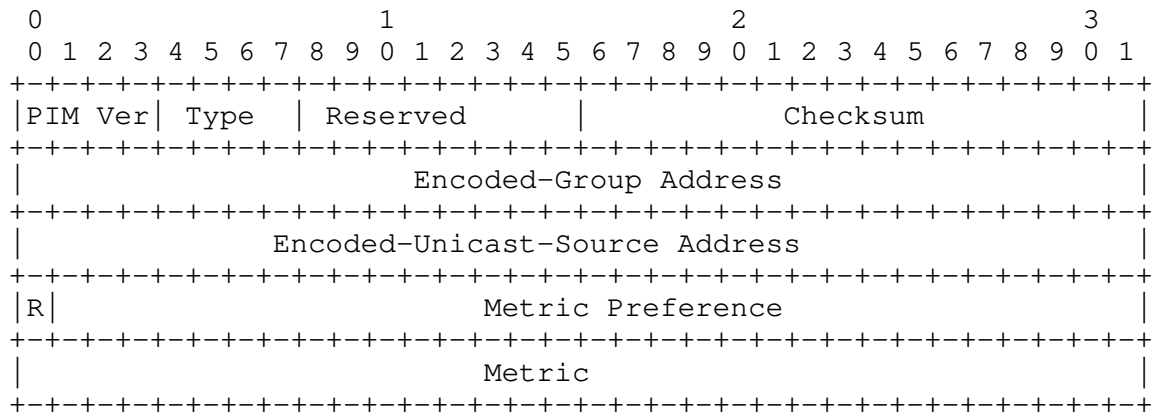 0                   1                   2                   3
 0 1 2 3 4 5 6 7 8 9 0 1 2 3 4 5 6 7 8 9 0 1 2 3 4 5 6 7 8 9 0 1
+-+-+-+-+-+-+-+-+-+-+-+-+-+-+-+-+-+-+-+-+-+-+-+-+-+-+-+-+-+-+-+-+
|PIM Ver| Type  | Reserved      |           Checksum            |
+-+-+-+-+-+-+-+-+-+-+-+-+-+-+-+-+-+-+-+-+-+-+-+-+-+-+-+-+-+-+-+-+
|                      Encoded-Group Address                    |
+-+-+-+-+-+-+-+-+-+-+-+-+-+-+-+-+-+-+-+-+-+-+-+-+-+-+-+-+-+-+-+-+
|              Encoded-Unicast-Source Address                   |
+-+-+-+-+-+-+-+-+-+-+-+-+-+-+-+-+-+-+-+-+-+-+-+-+-+-+-+-+-+-+-+-+
|R|                        Metric Preference                    |
+-+-+-+-+-+-+-+-+-+-+-+-+-+-+-+-+-+-+-+-+-+-+-+-+-+-+-+-+-+-+-+-+
|                          Metric                               |
+-+-+-+-+-+-+-+-+-+-+-+-+-+-+-+-+-+-+-+-+-+-+-+-+-+-+-+-+-+-+-+-+